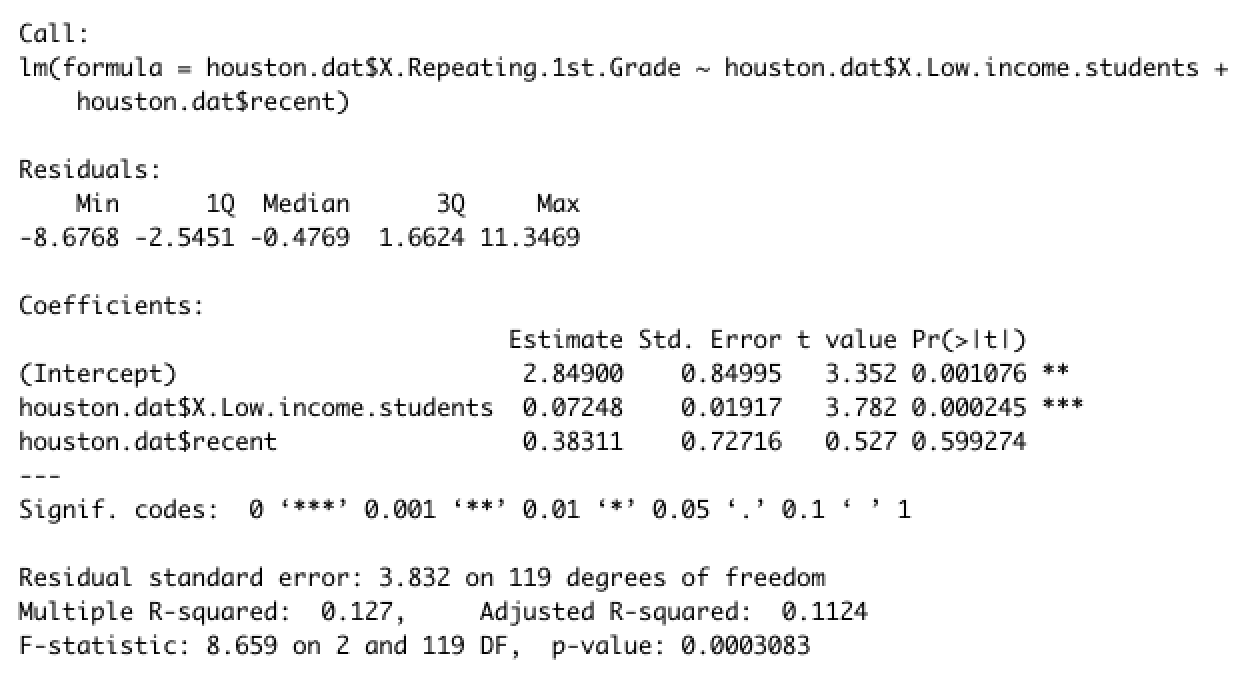 Call:
lm(formula = houston.dat$X.Repeating.1st.Grade ~ houston.dat$X.Low.income.students +
    houston.dat$recent)

Residuals:
    Min      1Q  Median      3Q     Max
-8.6768 -2.5451 -0.4769  1.6624 11.3469

Coefficients:
                                  Estimate Std. Error t value Pr(>|t|)
(Intercept)                        2.84900    0.84995   3.352 0.001076 **
houston.dat$X.Low.income.students  0.07248    0.01917   3.782 0.000245 ***
houston.dat$recent                 0.38311    0.72716   0.527 0.599274
---
Signif. codes:  0 ‘***’ 0.001 ‘**’ 0.01 ‘*’ 0.05 ‘.’ 0.1 ‘ ’ 1

Residual standard error: 3.832 on 119 degrees of freedom
Multiple R-squared:  0.127,	Adjusted R-squared:  0.1124
F-statistic: 8.659 on 2 and 119 DF,  p-value: 0.0003083